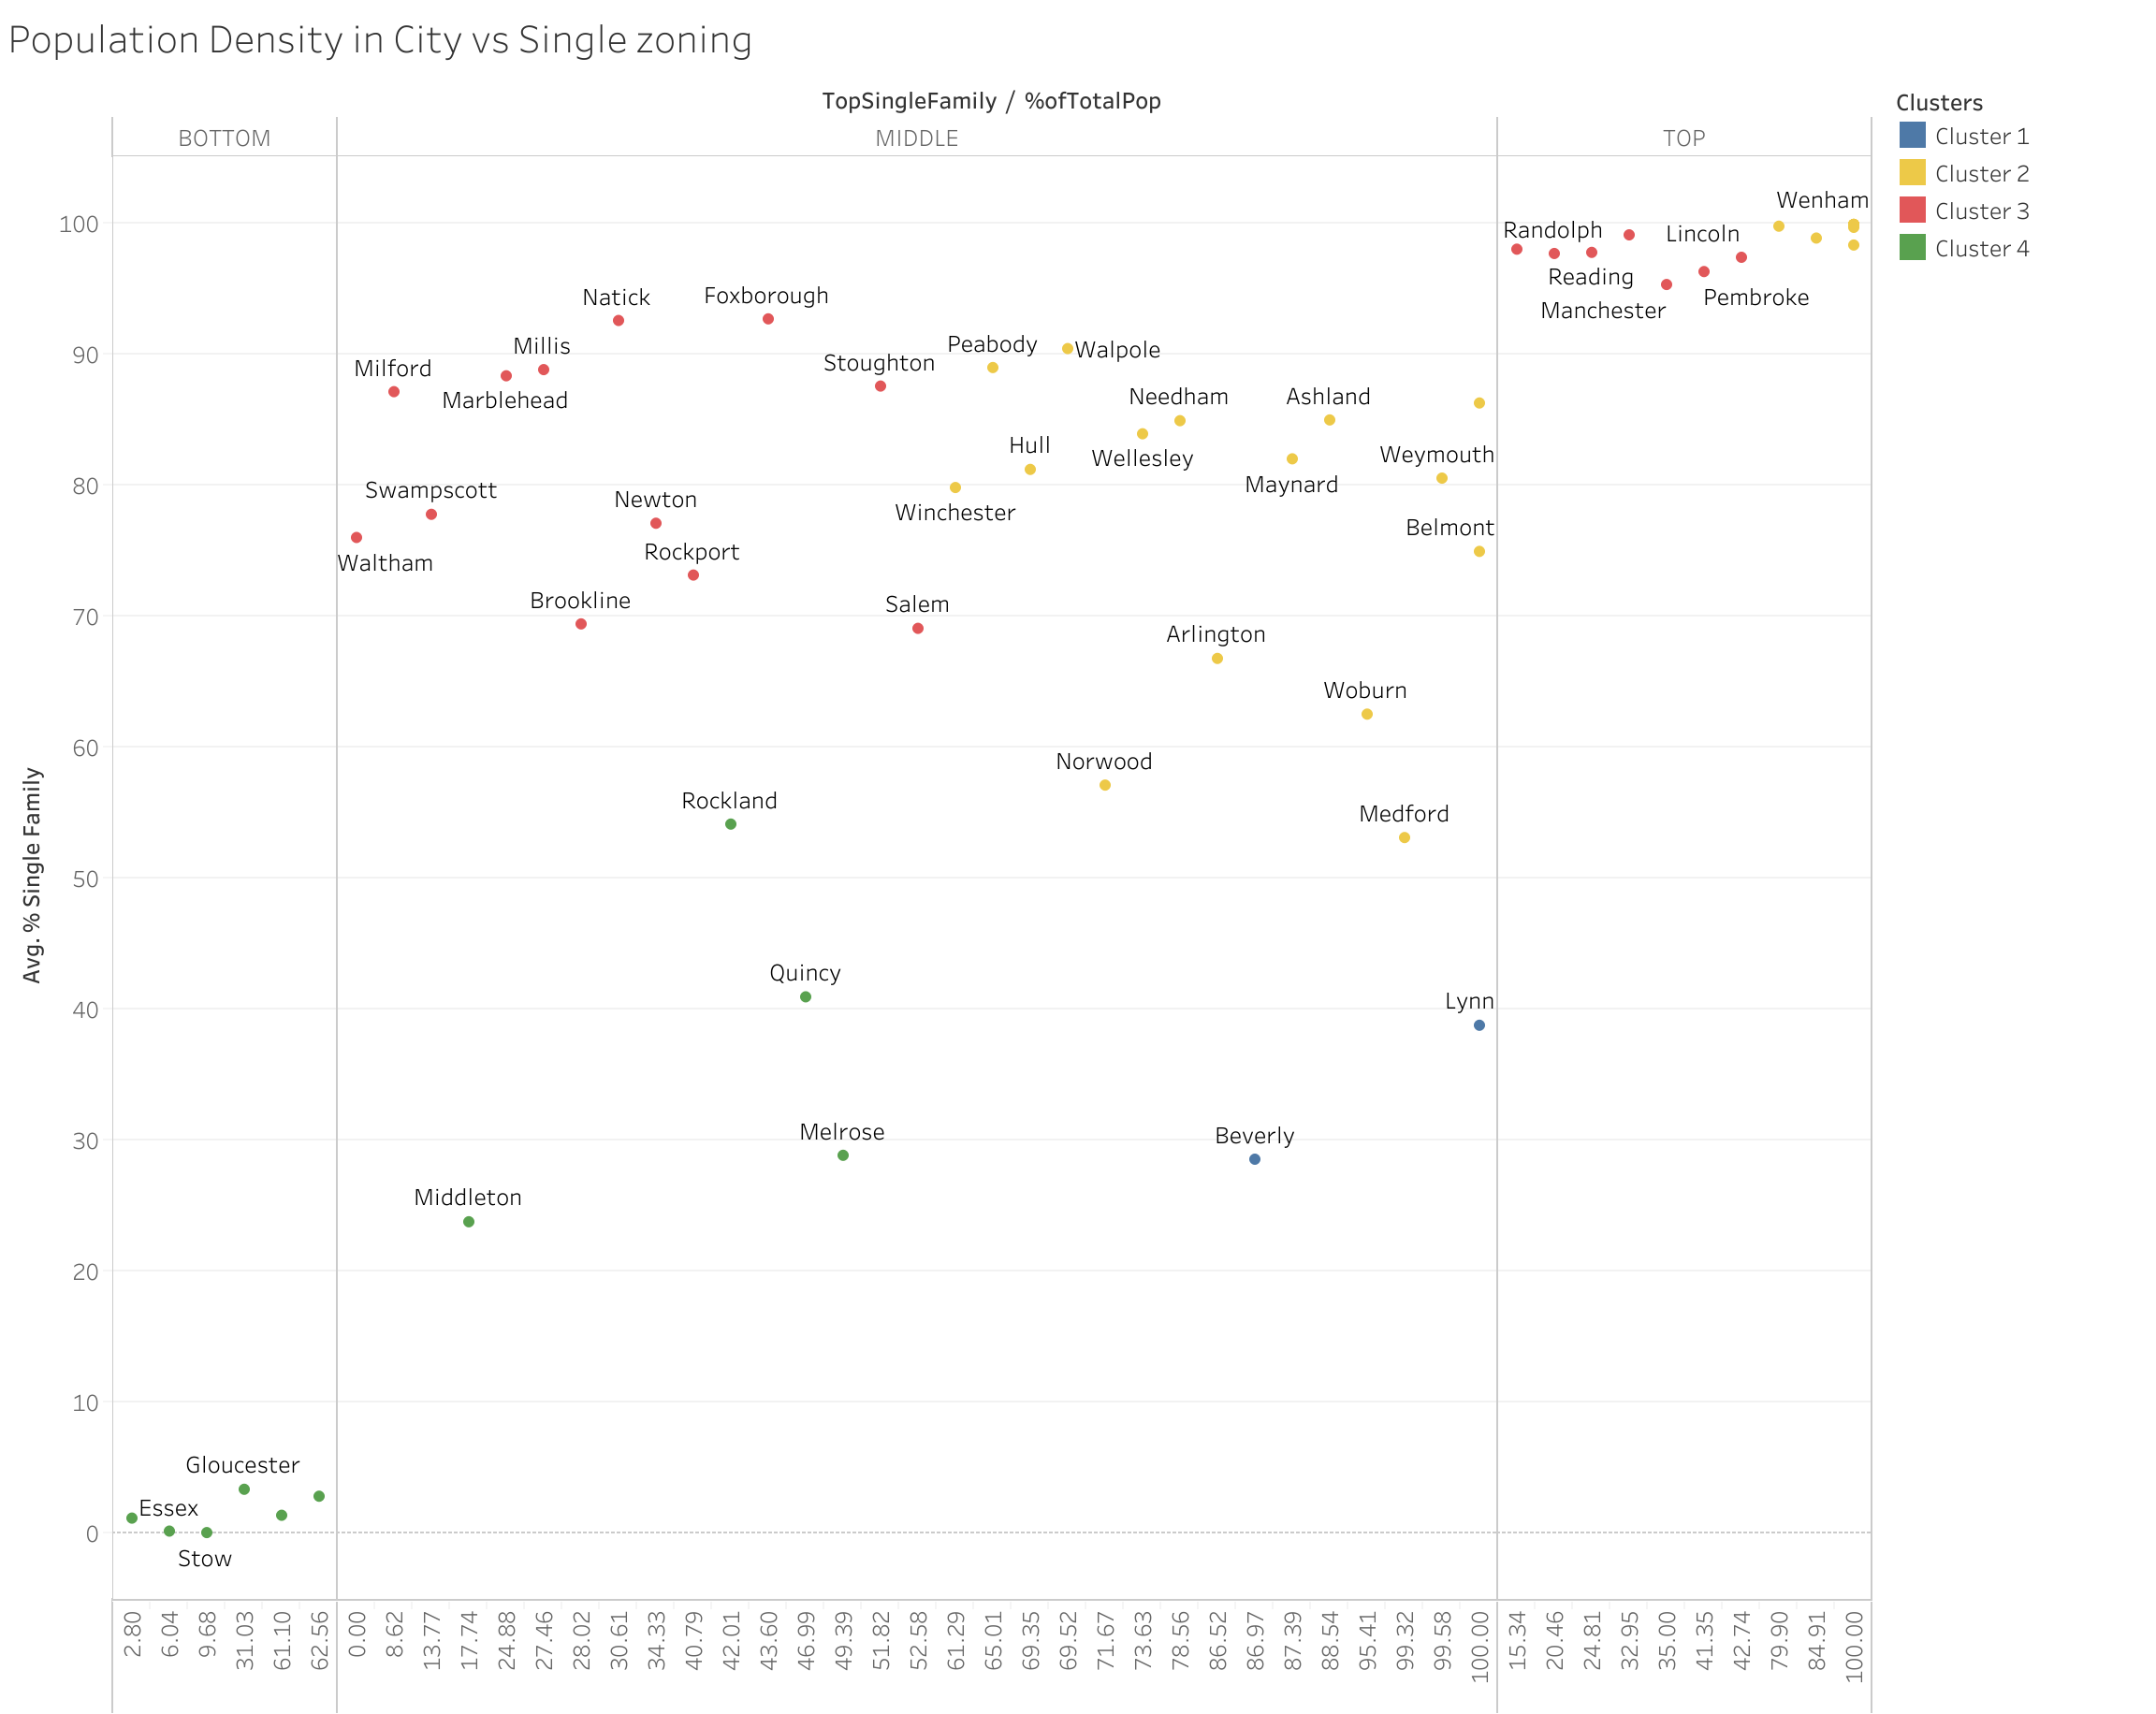 Population Density in City vs Single zoning
TopSingleFamily / %ofTotalPop
Clusters
BOTTOM
MIDDLE
TOP
Cluster 1
Cluster 2
Cluster 3
Cluster 4
Avg. % Single Family
100
90
80
70
60
50
40
30
20
10
0
Wenham
Randolph
Lincoln
Reading
Manchester
Pembroke
Natick
Foxborough
Millis
Milford
Marblehead
Stoughton
Peabody
Walpole
Needham
Ashland
Hull
Wellesley
Weymouth
Maynard
Swampscott
Newton
Winchester
Belmont
Waltham
Rockport
Brookline
Salem
Arlington
Woburn
Norwood
Rockland
Medford
Quincy
Lynn
Melrose
Beverly
Middleton
Gloucester
Essex
Stow
2.80
6.04
9.68
31.03
61.10
62.56
0.00
8.62
13.77
17.74
24.88
27.46
28.02
30.61
34.33
40.79
42.01
43.60
46.99
49.39
51.82
52.58
61.29
65.01
69.35
69.52
71.67
73.63
78.56
86.52
86.97
87.39
88.54
95.41
99.32
99.58
100.00
15.34
20.46
24.81
32.95
35.00
41.35
42.74
79.90
84.91
100.00